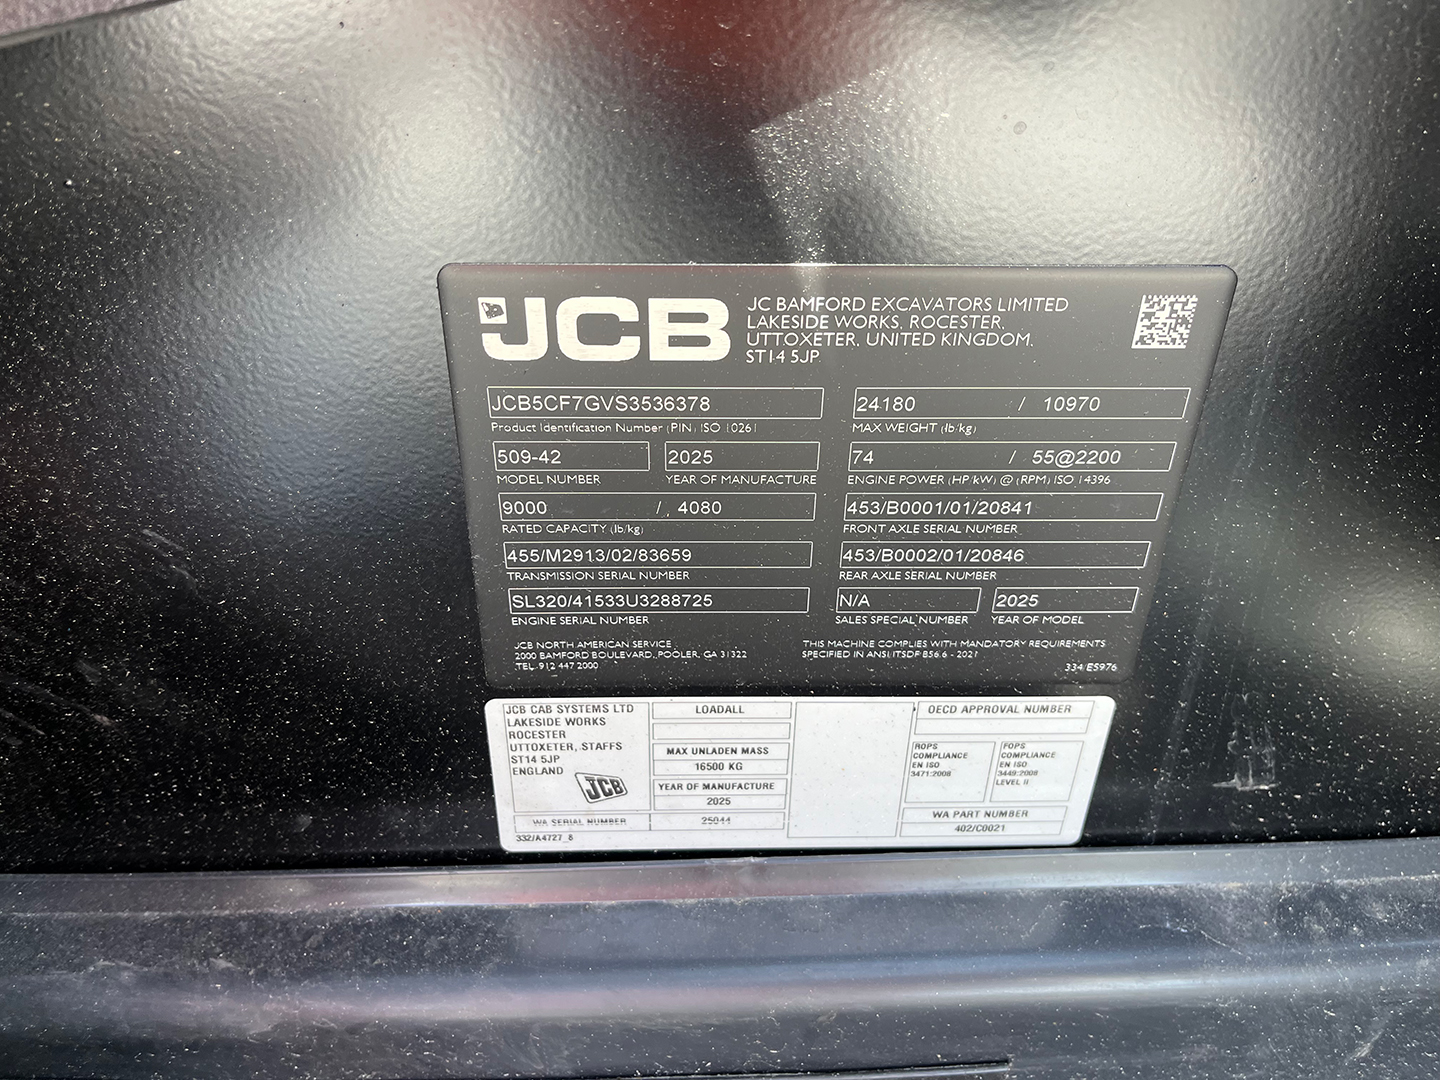 JCB
JC BAMFORD EXCAVATORS LIMITED
LAKESIDE WORKS, ROCESTER,
UTTOXETER, UNITED KINGDOM.
ST14 5JP
JCB5CF7GVS3536378
Product Identification Number (PIN) ISO 10261
24180 / 10970
MAX WEIGHT (lb/kg)
509-42
MODEL NUMBER
2025
YEAR OF MANUFACTURE
74 / 55@2200
ENGINE POWER (HP/kW) @ (RPM) ISO 14396
9000 / 4080
RATED CAPACITY (lb/kg)
453/B0001/01/20841
FRONT AXLE SERIAL NUMBER
455/M2913/02/83659
TRANSMISSION SERIAL NUMBER
453/B0002/01/20846
REAR AXLE SERIAL NUMBER
SL320/41533U3288725
ENGINE SERIAL NUMBER
N/A
SALES SPECIAL NUMBER
2025
YEAR OF MODEL
JCB NORTH AMERICAN SERVICE
2000 BAMFORD BOULEVARD, POOLER, GA 31322
TEL. 912 447 2000
THIS MACHINE COMPLIES WITH MANDATORY REQUIREMENTS
SPECIFIED IN ANSI/ITSDF B56.6 - 2021
334/ES976
JCB CAB SYSTEMS LTD
LAKESIDE WORKS
ROCESTER
UTTOXETER, STAFFS
ST14 5JP
ENGLAND
JCB
WA SERIAL NUMBER
25044
332/A4727_8
LOADALL
MAX UNLADEN MASS
16500 KG
YEAR OF MANUFACTURE
2025
OECD APPROVAL NUMBER
ROPS
COMPLIANCE
EN ISO
3471:2008
FOPS
COMPLIANCE
EN ISO
3449:2008
LEVEL II
WA PART NUMBER
402/C0021